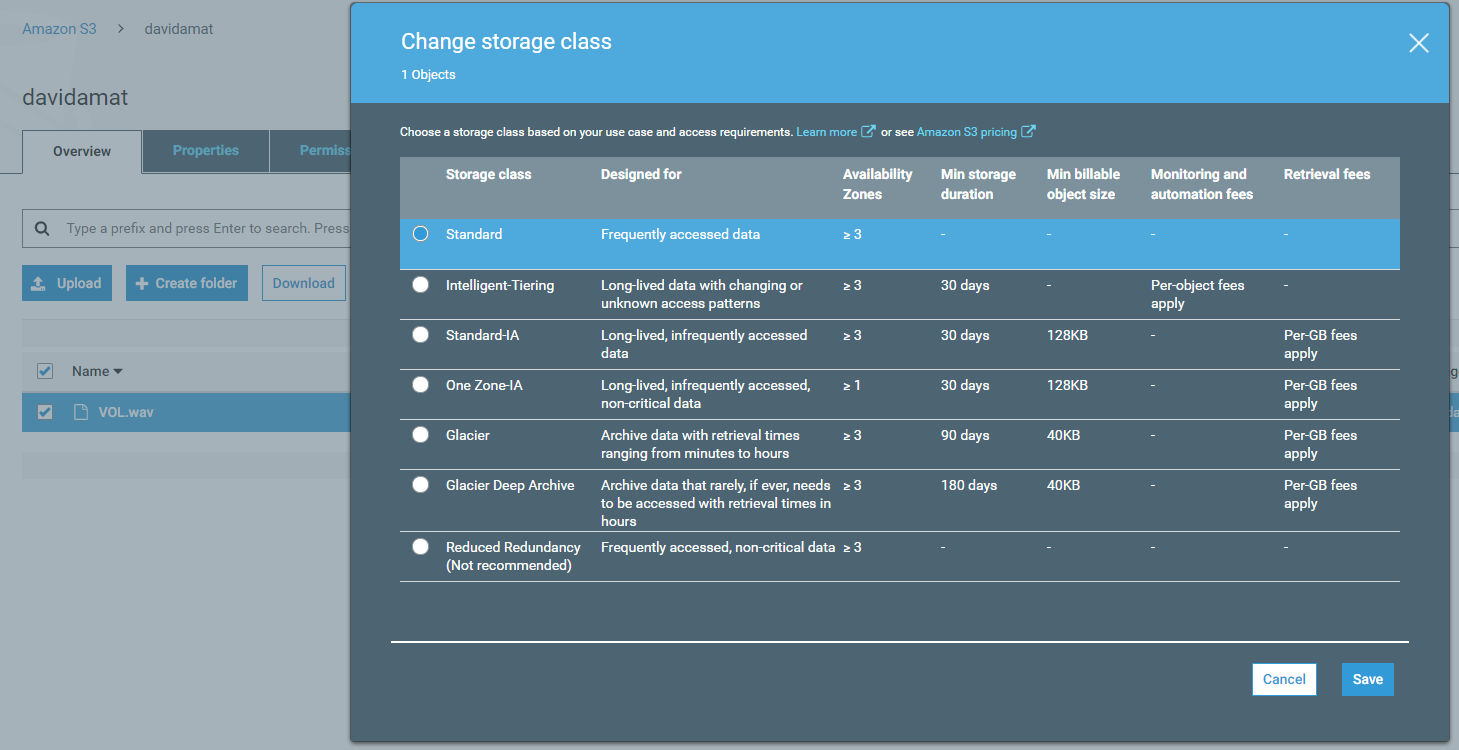 Amazon S3 > davidamat
davidamat
Overview
Properties
Permiss
Type a prefix and press Enter to search. Press
Upload
Create folder
Download
Name
VOL.wav
Change storage class
1 Objects
Choose a storage class based on your use case and access requirements. Learn more or see Amazon S3 pricing
Storage class Designed for Availability Zones Min storage duration Min billable object size Monitoring and automation fees Retrieval fees
Standard Frequently accessed data ≥ 3 - - - -
Intelligent-Tiering Long-lived data with changing or unknown access patterns ≥ 3 30 days - Per-object fees apply -
Standard-IA Long-lived, infrequently accessed data ≥ 3 30 days 128KB - Per-GB fees apply
One Zone-IA Long-lived, infrequently accessed, non-critical data ≥ 1 30 days 128KB - Per-GB fees apply
Glacier Archive data with retrieval times ranging from minutes to hours ≥ 3 90 days 40KB - Per-GB fees apply
Glacier Deep Archive Archive data that rarely, if ever, needs to be accessed with retrieval times in hours ≥ 3 180 days 40KB - Per-GB fees apply
Reduced Redundancy (Not recommended) Frequently accessed, non-critical data ≥ 3 - - - -
Cancel
Save